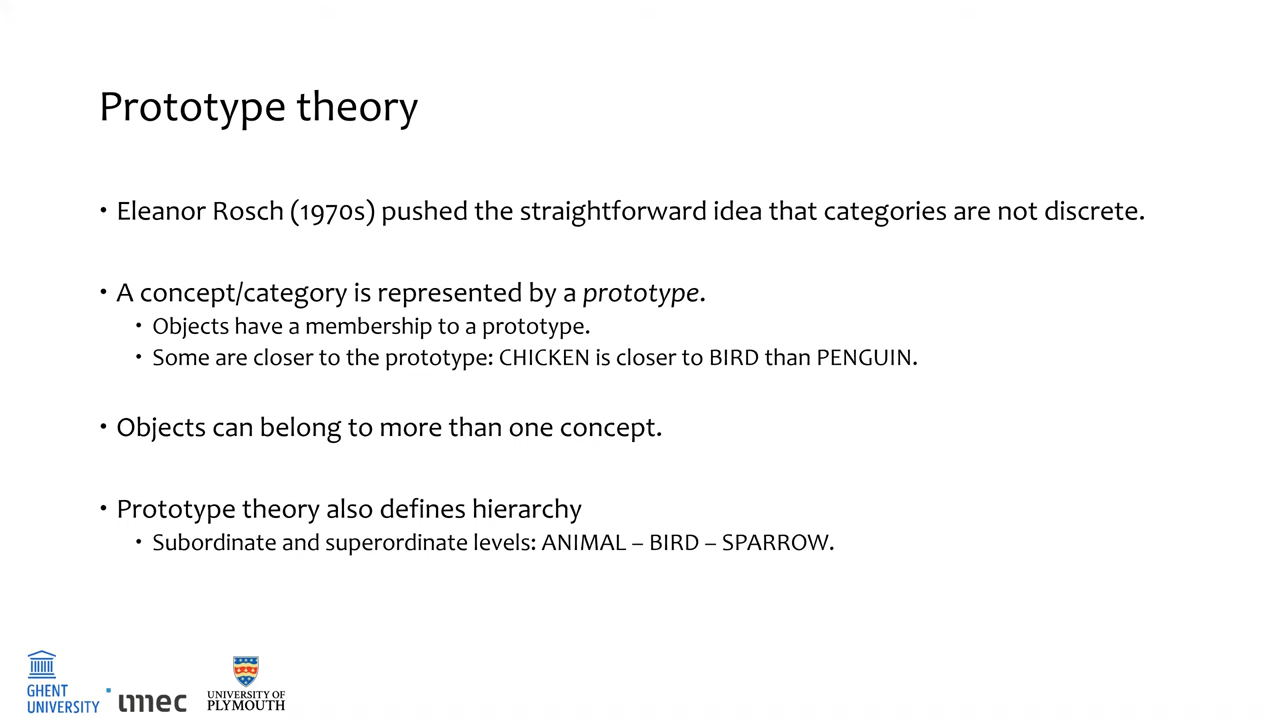 Prototype theory
• Eleanor Rosch (1970s) pushed the straightforward idea that categories are not discrete.
• A concept/category is represented by a prototype.
• Objects have a membership to a prototype.
• Some are closer to the prototype: CHICKEN is closer to BIRD than PENGUIN.
• Objects can belong to more than one concept.
• Prototype theory also defines hierarchy
• Subordinate and superordinate levels: ANIMAL – BIRD – SPARROW.
GHENT
UNIVERSITY
imec
UNIVERSITY OF
PLYMOUTH